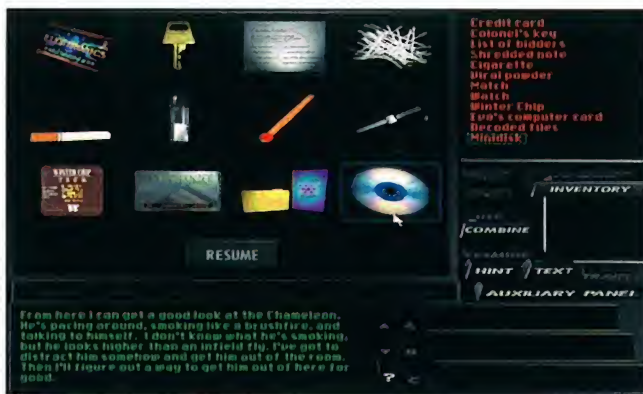 Credit card
Colonel's key
List of bidders
Shredded note
Cigarette
Viral powder
Match
Watch
Winter Chip
Eva's computer card
Decoded files
Minidisk
WINTER CHIP
INVENTORY
COMBINE
HINT
TEXT
TRAVEL
AUXILIARY PANEL
RESUME
From here I can get a good look at the Chameleon.
He's pacing around, smoking like a brushfire, and
talking to himself. I don't know what he's smoking,
but he looks higher than an infield fly. I've got to
distract him somehow and get him out of the room.
Then I'll figure out a way to get him out of here for
good.
?
C